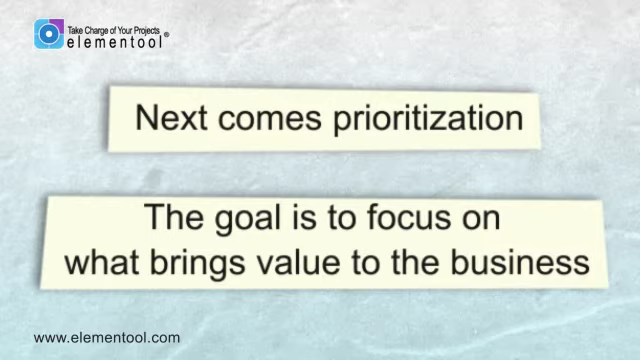 Take Charge of Your Projects
elementool®
Next comes prioritization
The goal is to focus on
what brings value to the business
www.elementool.com